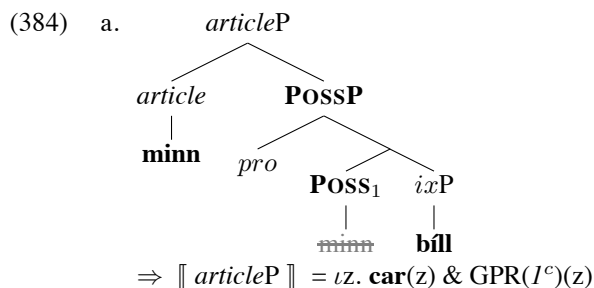 (384) a. articleP
article POSSP
minn pro
POSS₁ ixP
minn bíll
⇒ ⟦ articleP ⟧ = ιz. car(z) & GPR(1ᶜ)(z)